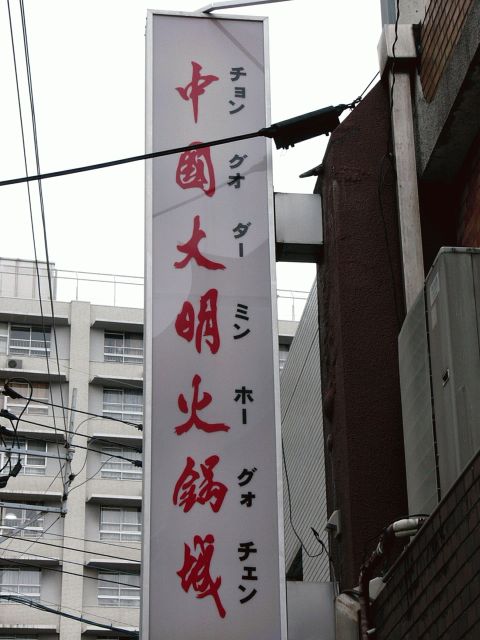 中國大明火鍋城
チョン グオ ダー ミン ホー グォ チェン